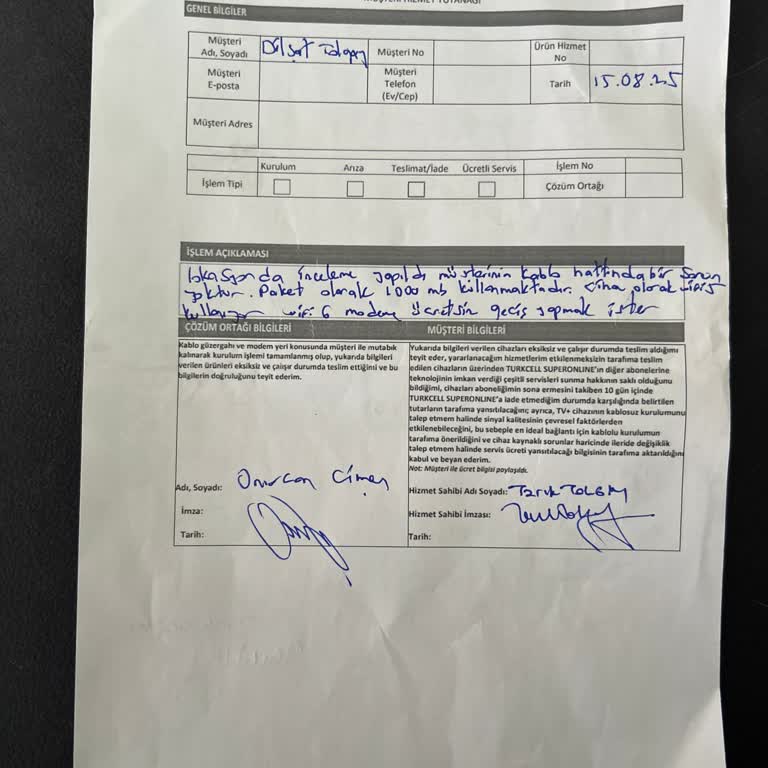 MÜŞTERİ HİZMET TUTANAĞI
GENEL BİLGİLER
Müşteri Adı, Soyadı Dilşat Müşteri No Ürün Hizmet No
Müşteri E-posta Müşteri Telefon (Ev/Cep) Tarih 15.08.25
Müşteri Adres
Kurulum Arıza Teslimat/İade Ücretli Servis İşlem No
İşlem Tipi Çözüm Ortağı
İŞLEM AÇIKLAMASI
lokasyonda inceleme yapıldı müşterinin kablo hattında bir sorun
yoktur. Paket olarak 1000 mb kullanmaktadır. Cihaz olarak wifi5
kullanıyor wifi 6 modeme ücretsin geçiş yapmak ister
ÇÖZÜM ORTAĞI BİLGİLERİ
Kablo güzergahı ve modem yeri konusunda müşteri ile mutabık
kalınarak kurulum işlemi tamamlanmış olup, yukarıda bilgileri
verilen ürünleri eksiksiz ve çalışır durumda teslim ettiğini ve bu
bilgilerin doğruluğunu teyit ederim.
Adı, Soyadı: Onurcan Cimen
İmza:
Tarih:
MÜŞTERİ BİLGİLERİ
Yukarıda bilgileri verilen cihazları eksiksiz ve çalışır durumda teslim aldığımı
teyit eder, yararlanacağım hizmetlerim etkilenmeksizin tarafıma teslim
edilen cihazların üzerinden TURKCELL SUPERONLINE'ın diğer abonelerine
teknolojinin imkan verdiği çeşitli servisleri sunma hakkının saklı olduğunu
bildiğimi, cihazları aboneliğimin sona ermesini takiben 10 gün içinde
TURKCELL SUPERONLINE'a iade etmediğim durumda karşılığında belirtilen
tutarların tarafıma yansıtılacağını; ayrıca, TV+ cihazının kablosuz kurulumunu
talep etmem halinde sinyal kalitesinin çevresel faktörlerden
etkilenebileceğini, bu sebeple en ideal bağlantı için kablolu kurulumun
tarafıma önerildiğini ve cihaz kaynaklı sorunlar haricinde ileride değişiklik
talep etmem halinde servis ücreti yansıtılacağı bilgisinin tarafıma aktarıldığını
kabul ve beyan ederim.
Not: Müşteri ile ücret bilgisi paylaşıldı.
Hizmet Sahibi Adı Soyadı: Tarık TOLGAY
Hizmet Sahibi İmzası:
Tarih: